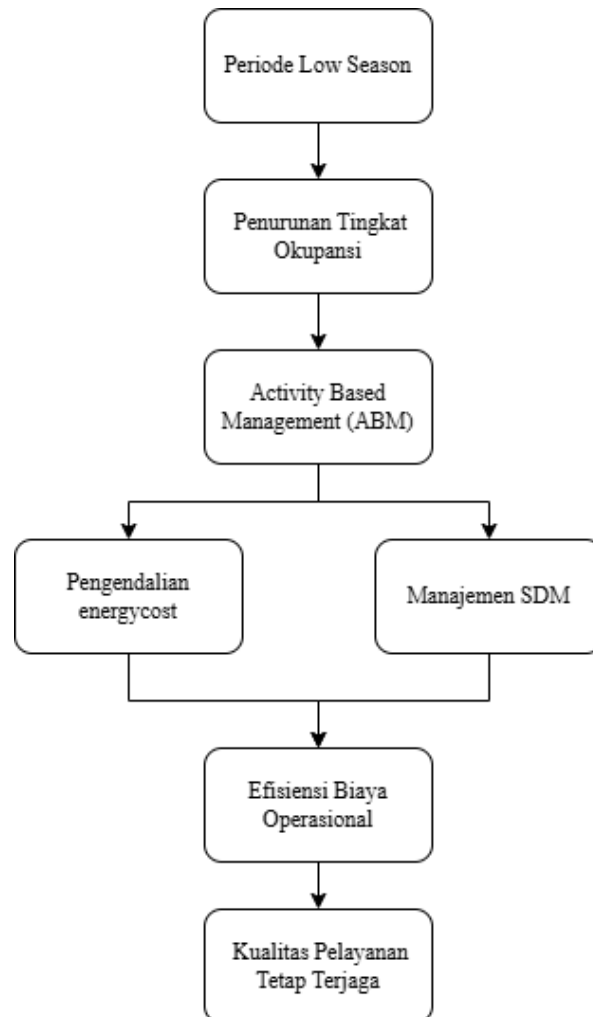 Periode Low Season
Penurunan Tingkat
Okupansi
Activity Based
Management (ABM)
Pengendalian
energycost
Manajemen SDM
Efisiensi Biaya
Operasional
Kualitas Pelayanan
Tetap Terjaga